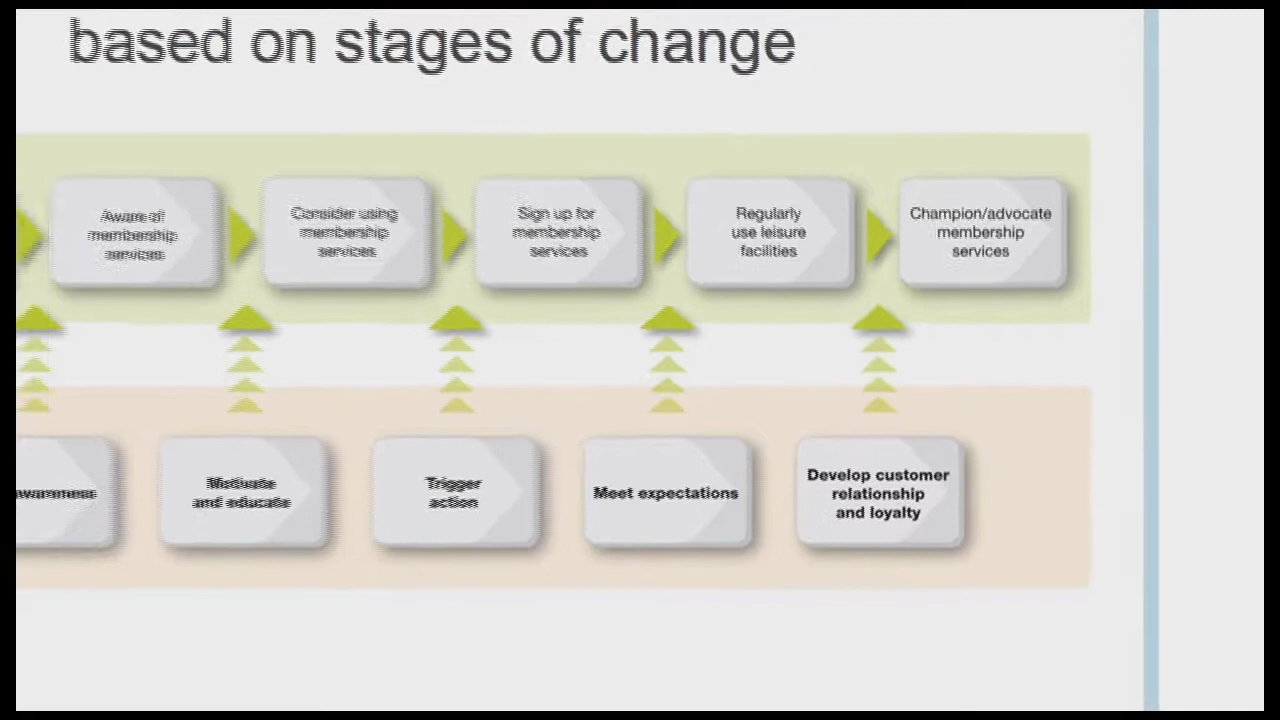 based on stages of change
Aware of
membership
services
Consider using
membership
services
Sign up for
membership
services
Regularly
use leisure
facilities
Champion/advocate
membership
services
awareness
Motivate
and educate
Trigger
action
Meet expectations
Develop customer
relationship
and loyalty